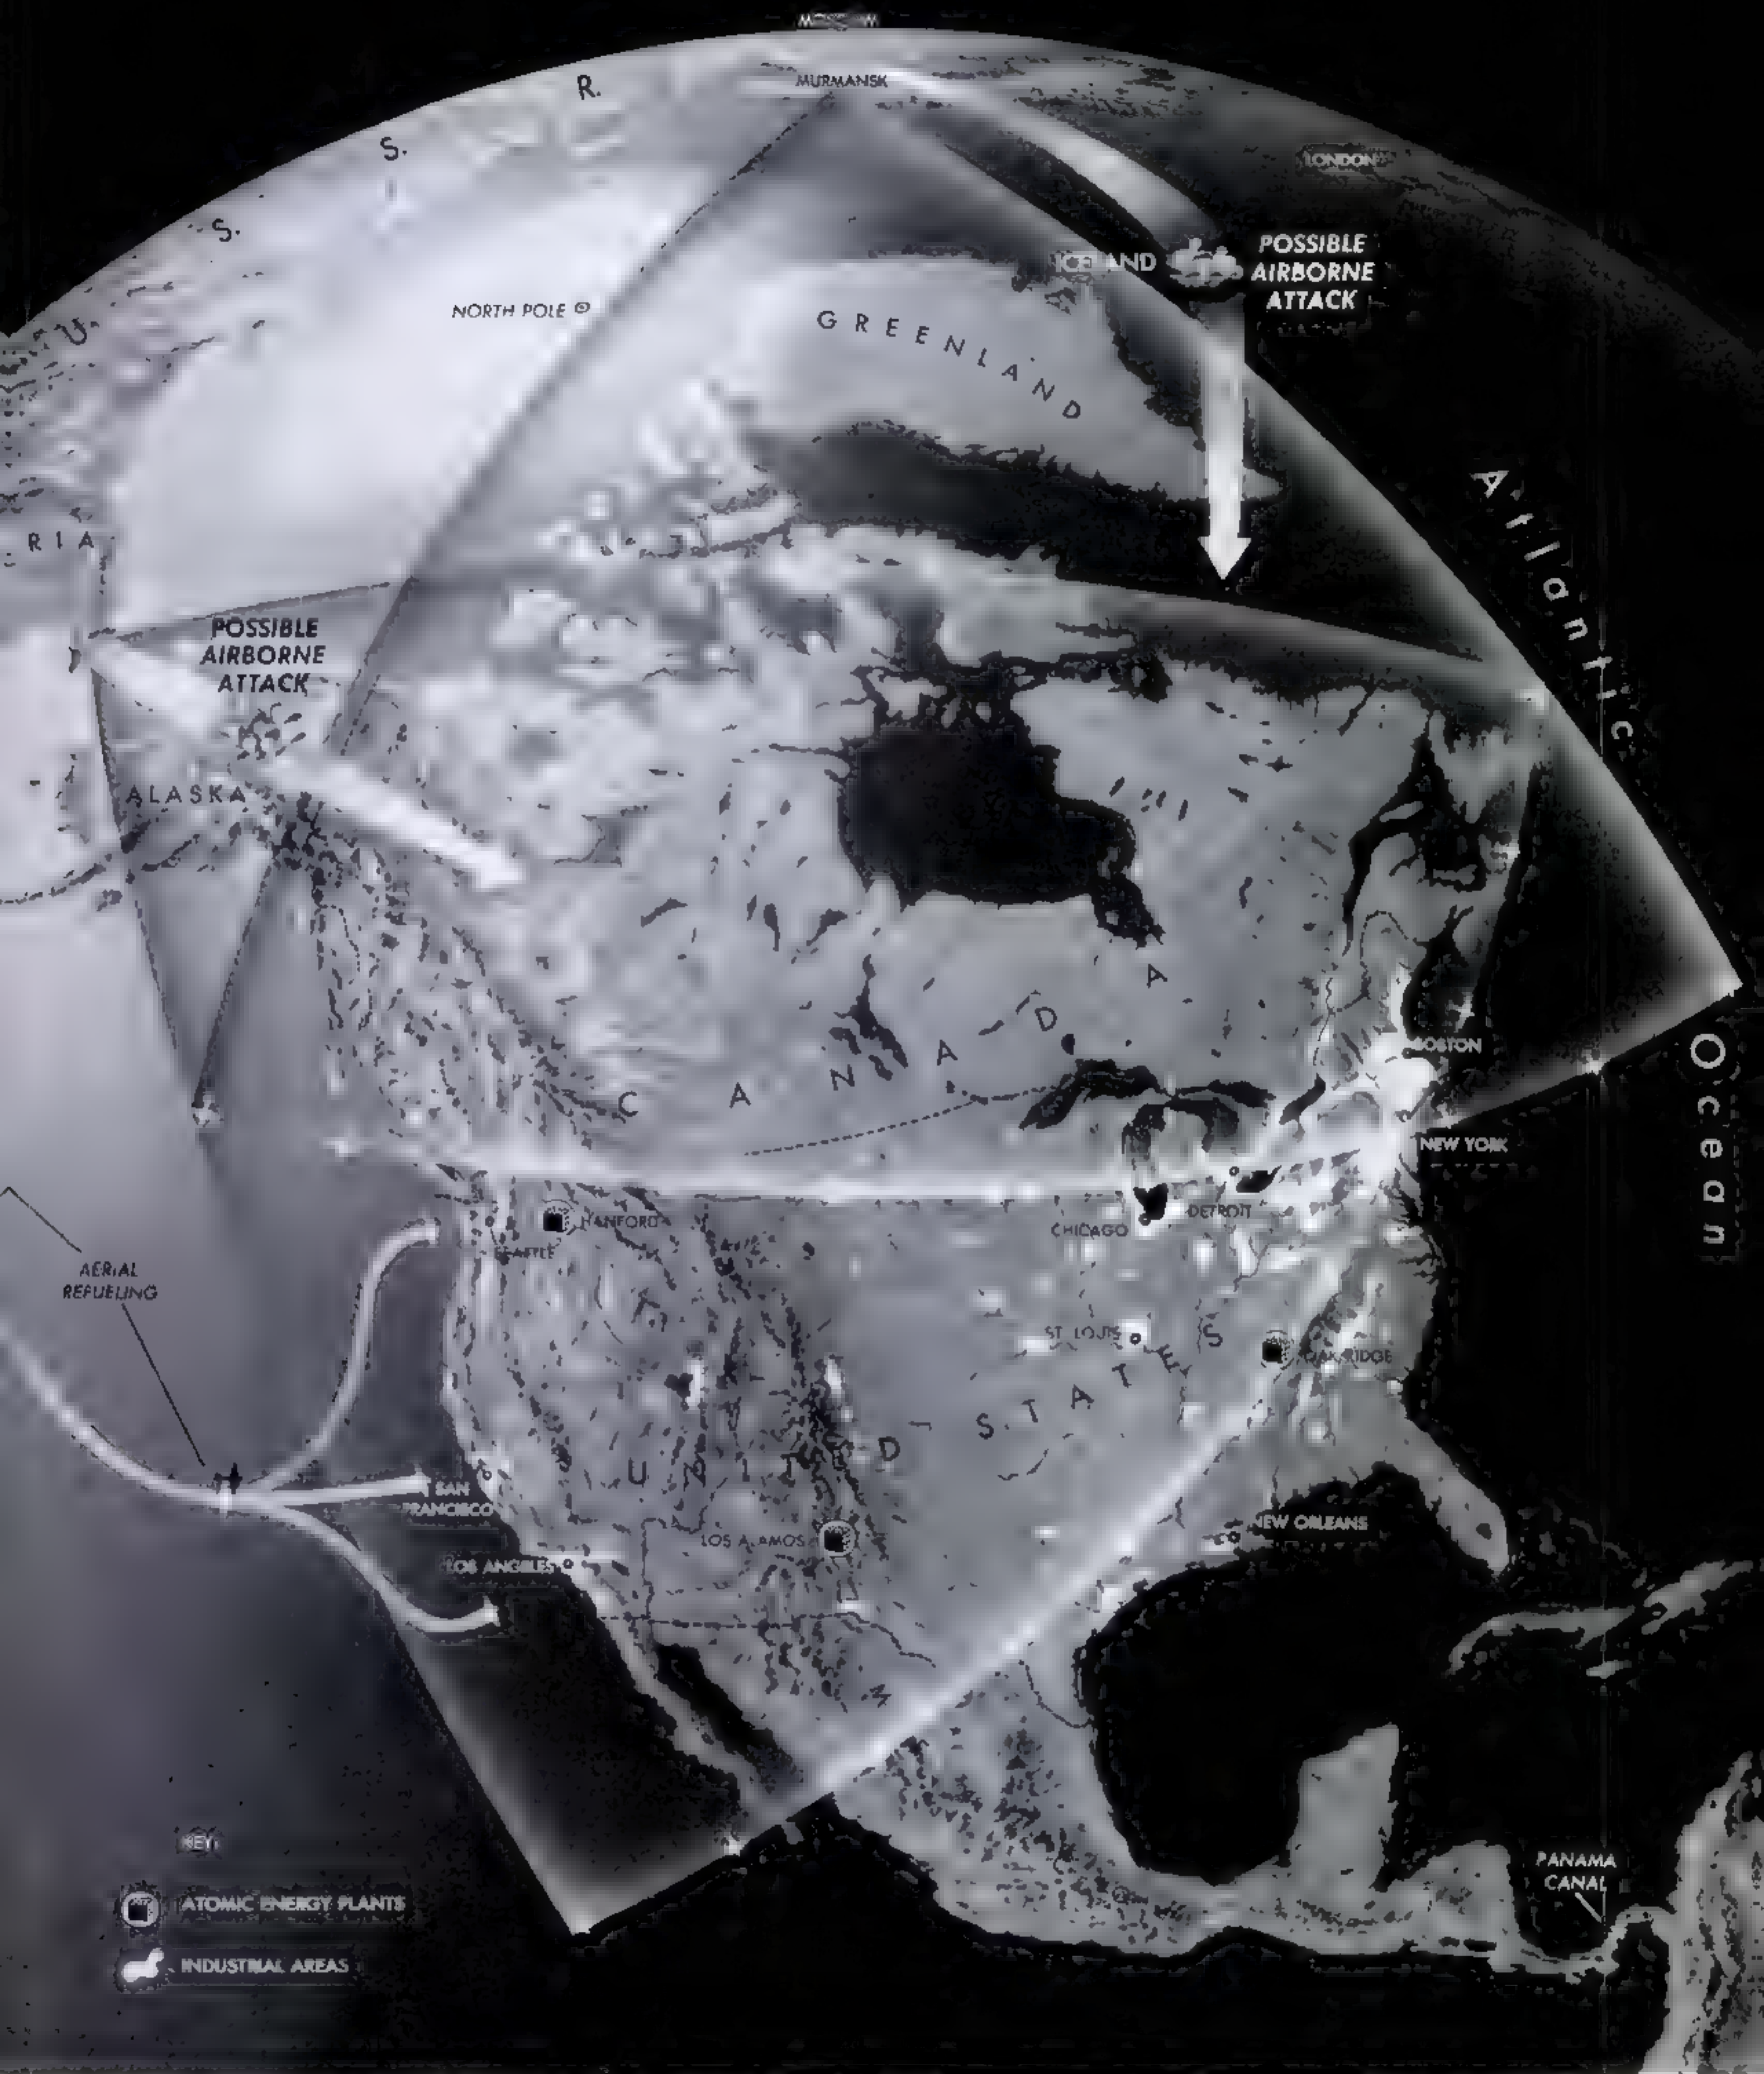 MURMANSK
U. S. S. R.
LONDON
ICELAND
POSSIBLE
AIRBORNE
ATTACK
NORTH POLE
GREENLAND
Atlantic
Ocean
RIA
POSSIBLE
AIRBORNE
ATTACK
ALASKA
CANADA
BOSTON
NEW YORK
HANFORD
SEATTLE
DETROIT
CHICAGO
AERIAL
REFUELING
ST. LOUIS
OAK RIDGE
UNITED STATES
SAN
FRANCISCO
LOS ALAMOS
NEW ORLEANS
LOS ANGELES
KEY
ATOMIC ENERGY PLANTS
INDUSTRIAL AREAS
PANAMA
CANAL